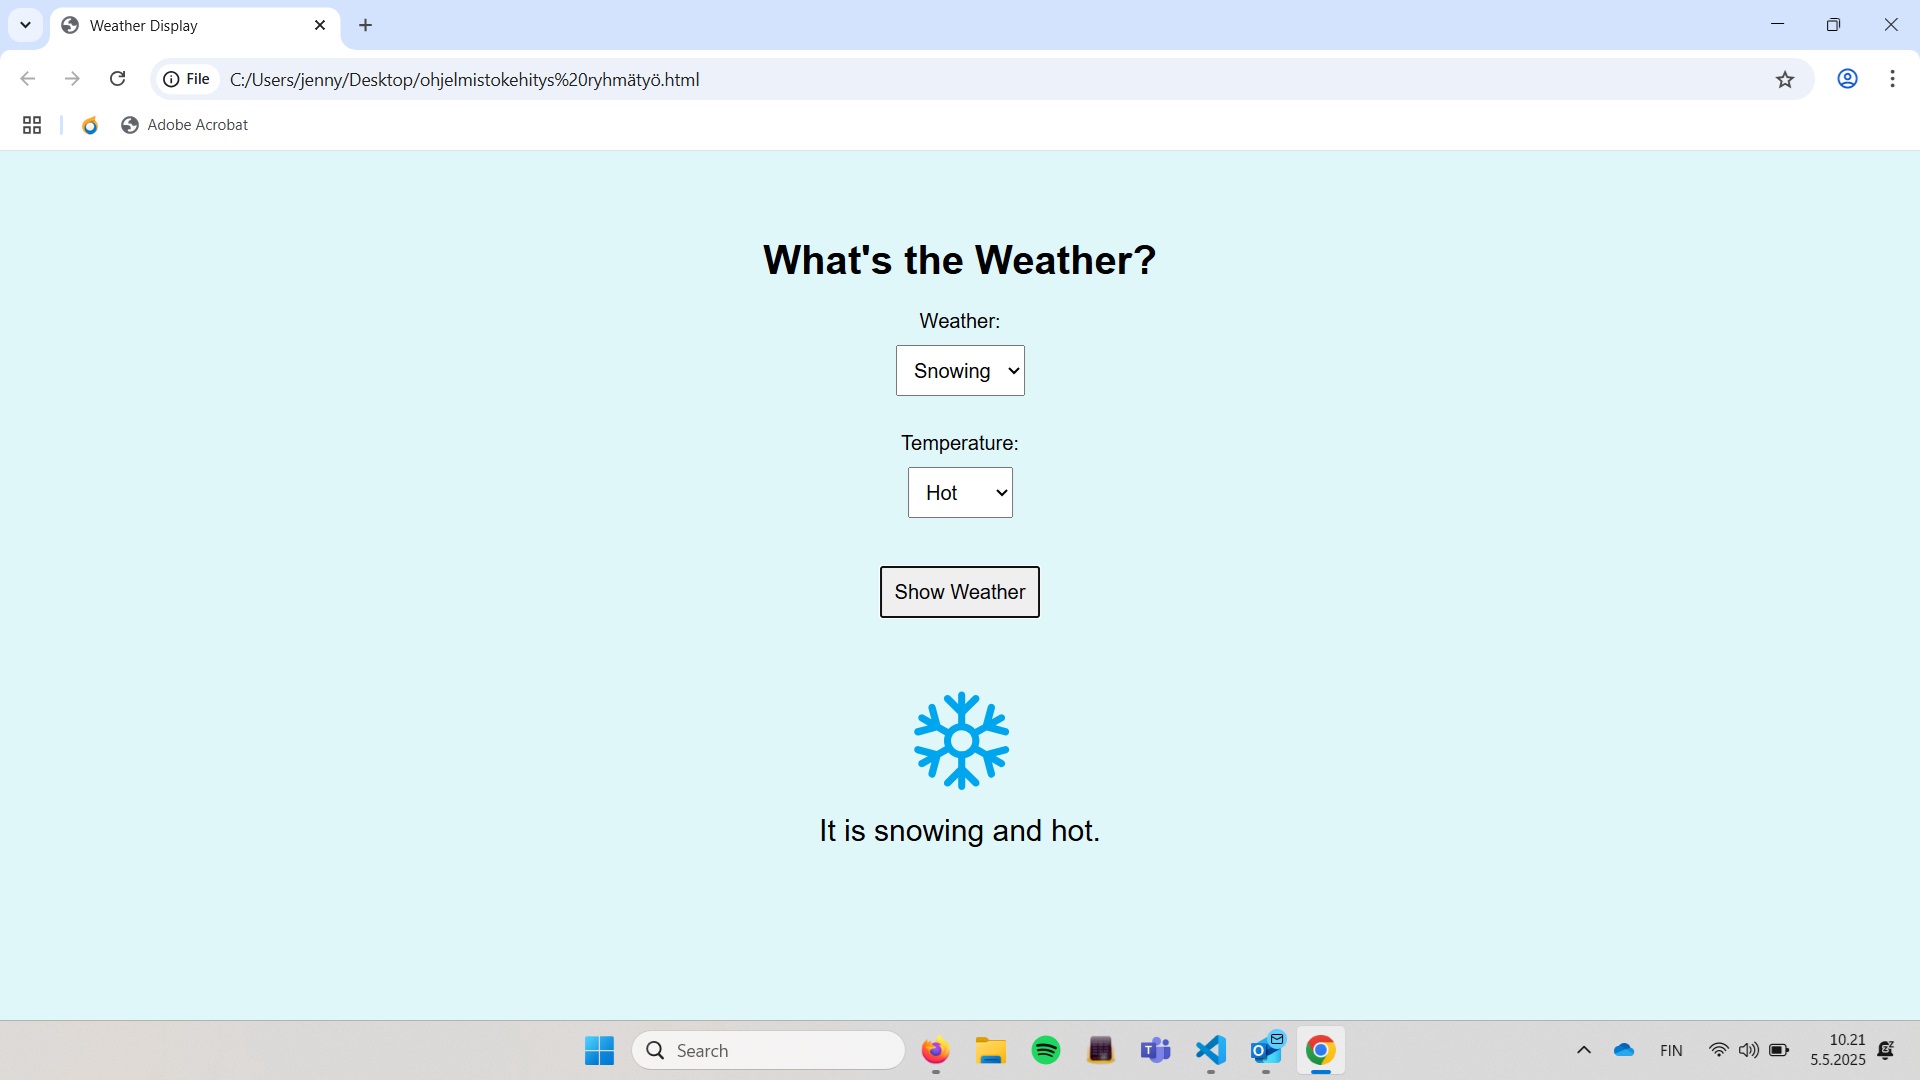 Weather Display
File
C:/Users/jenny/Desktop/ohjelmistokehitys%20ryhmätyö.html
Adobe Acrobat
What's the Weather?
Weather:
Snowing
Temperature:
Hot
Show Weather
It is snowing and hot.
Search
FIN
10.21
5.5.2025